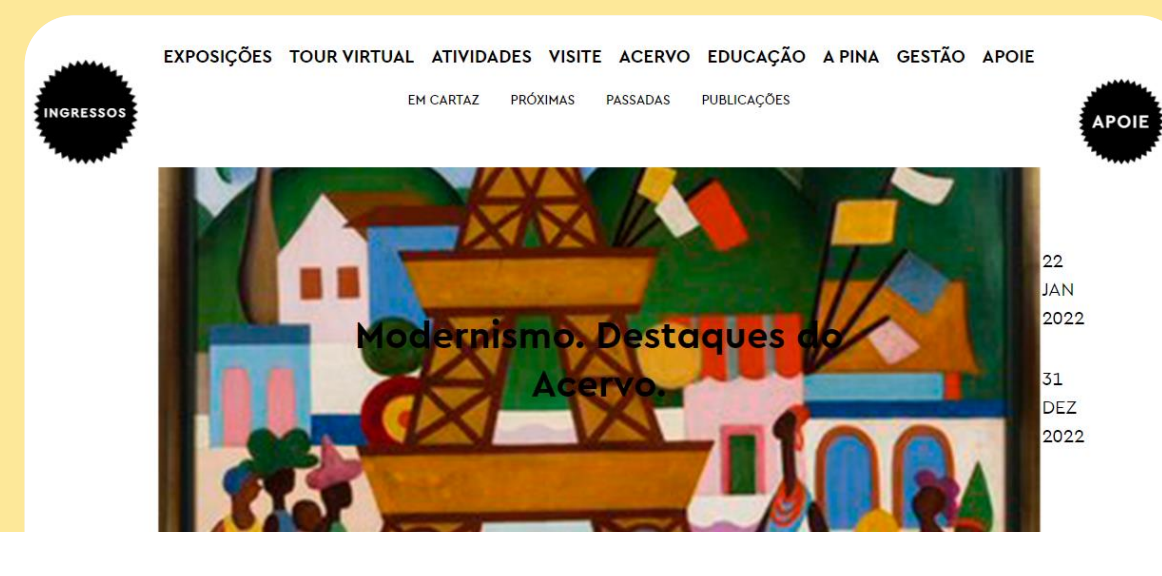 EXPOSIÇÕES TOUR VIRTUAL ATIVIDADES VISITE ACERVO EDUCAÇÃO A PINA GESTÃO APOIE
EM CARTAZ PRÓXIMAS PASSADAS PUBLICAÇÕES
INGRESSOS
APOIE
Modernismo. Destaques do
Acervo.
22
JAN
2022
31
DEZ
2022